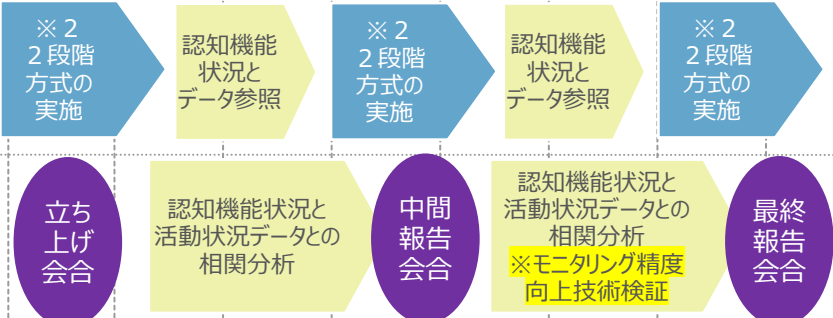 ※２
２段階
方式の
実施
認知機能
状況と
データ参照
※２
２段階
方式の
実施
認知機能
状況と
データ参照
※２
２段階
方式の
実施
立ち
上げ
会合
認知機能状況と
活動状況データとの
相関分析
中間
報告
会合
認知機能状況と
活動状況データとの
相関分析
※モニタリング精度
向上技術検証
最終
報告
会合